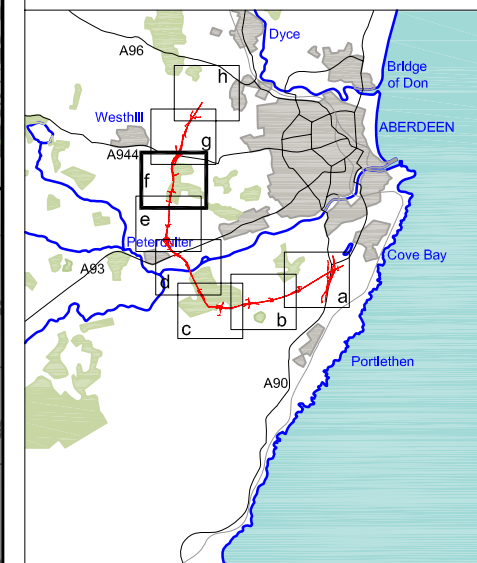 Dyce
A96
Bridge
of Don
h
Westhill
ABERDEEN
g
A944
f
e
Peterculter
Cove Bay
A93
d
a
c
b
Portlethen
A90